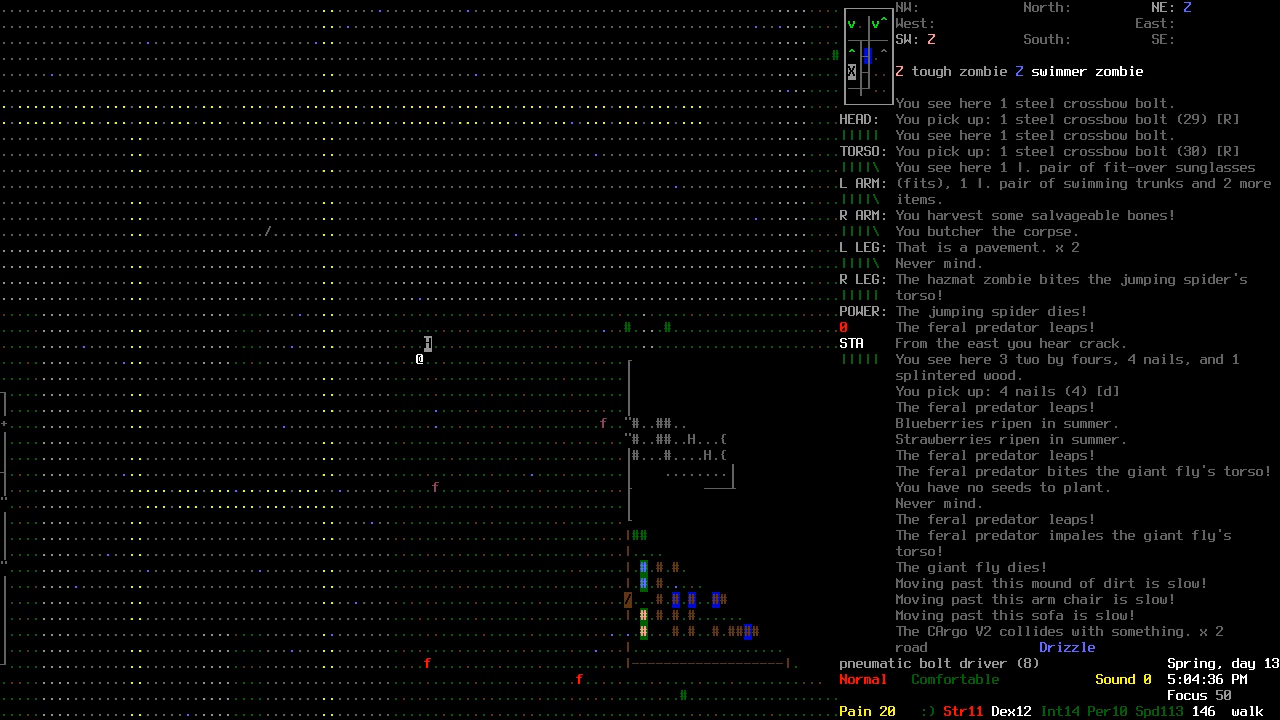 NW: North: NE: Z
West: East:
SW: Z South: SE:
Z tough zombie Z swimmer zombie
You see here 1 steel crossbow bolt.
HEAD: You pick up: 1 steel crossbow bolt (29) [R]
You see here 1 steel crossbow bolt.
TORSO: You pick up: 1 steel crossbow bolt (30) [R]
You see here 1 l. pair of fit-over sunglasses
L ARM: (fits), 1 l. pair of swimming trunks and 2 more
items.
R ARM: You harvest some salvageable bones!
You butcher the corpse.
L LEG: That is a pavement. x 2
Never mind.
R LEG: The hazmat zombie bites the jumping spider's
torso!
POWER: The jumping spider dies!
0 The feral predator leaps!
STA From the east you hear crack.
You see here 3 two by fours, 4 nails, and 1
splintered wood.
You pick up: 4 nails (4) [d]
The feral predator leaps!
Blueberries ripen in summer.
Strawberries ripen in summer.
The feral predator leaps!
The feral predator bites the giant fly's torso!
You have no seeds to plant.
Never mind.
The feral predator leaps!
The feral predator impales the giant fly's
torso!
The giant fly dies!
Moving past this mound of dirt is slow!
Moving past this arm chair is slow!
Moving past this sofa is slow!
The CArgo V2 collides with something. x 2
road Drizzle
pneumatic bolt driver (8) Spring, day 13
Normal Comfortable Sound 0 5:04:36 PM
Focus 50
Pain 20 :) Str11 Dex12 Int14 Per10 Spd113 146 walk